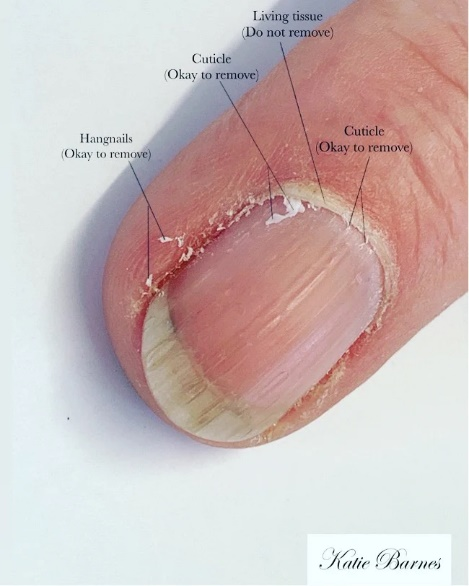 Living tissue
(Do not remove)
Cuticle
(Okay to remove)
Cuticle
(Okay to remove)
Hangnails
(Okay to remove)
Katie Barnes